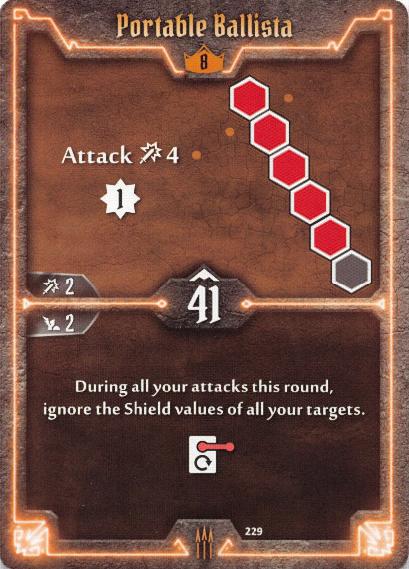 Portable Ballista
8
Attack 4
1
2
41
2
During all your attacks this round,
ignore the Shield values of all your targets.
229